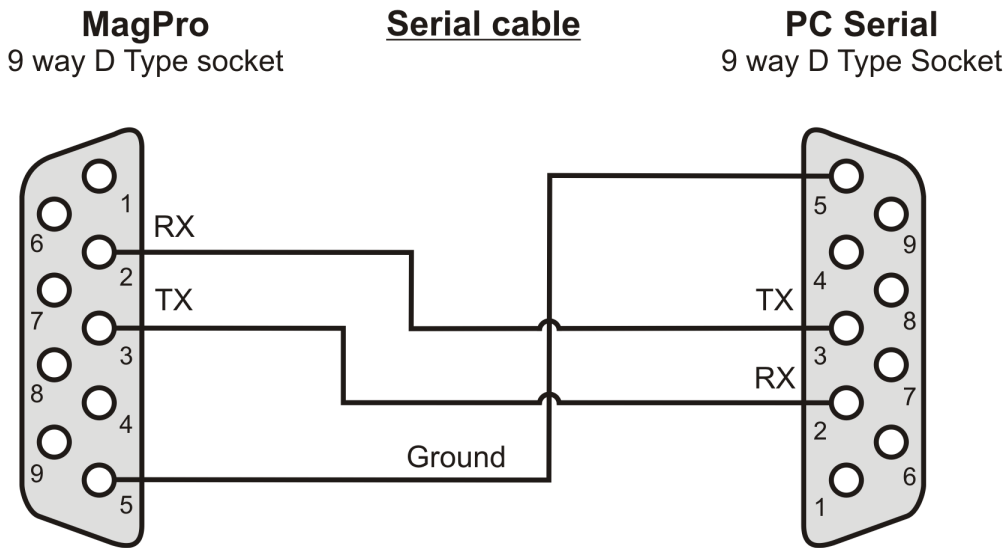 MagPro
9 way D Type socket
Serial cable
PC Serial
9 way D Type Socket
1
6
2
7
3
8
4
9
5
RX
TX
Ground
TX
RX
5
9
4
8
3
7
2
6
1